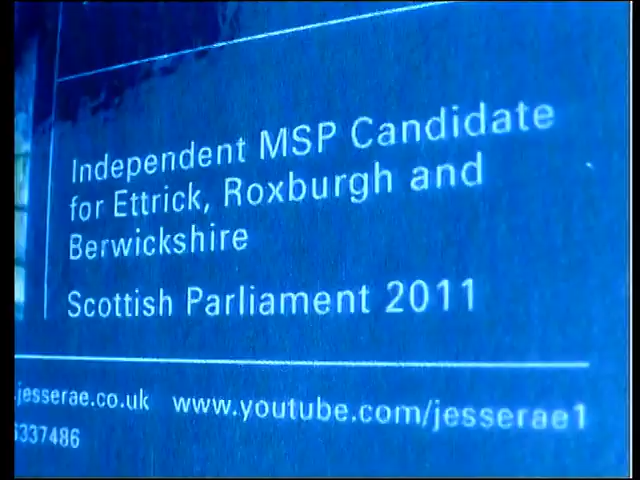 Independent MSP Candidate
for Ettrick, Roxburgh and
Berwickshire
Scottish Parliament 2011
.jesserae.co.uk www.youtube.com/jesserae1
337486